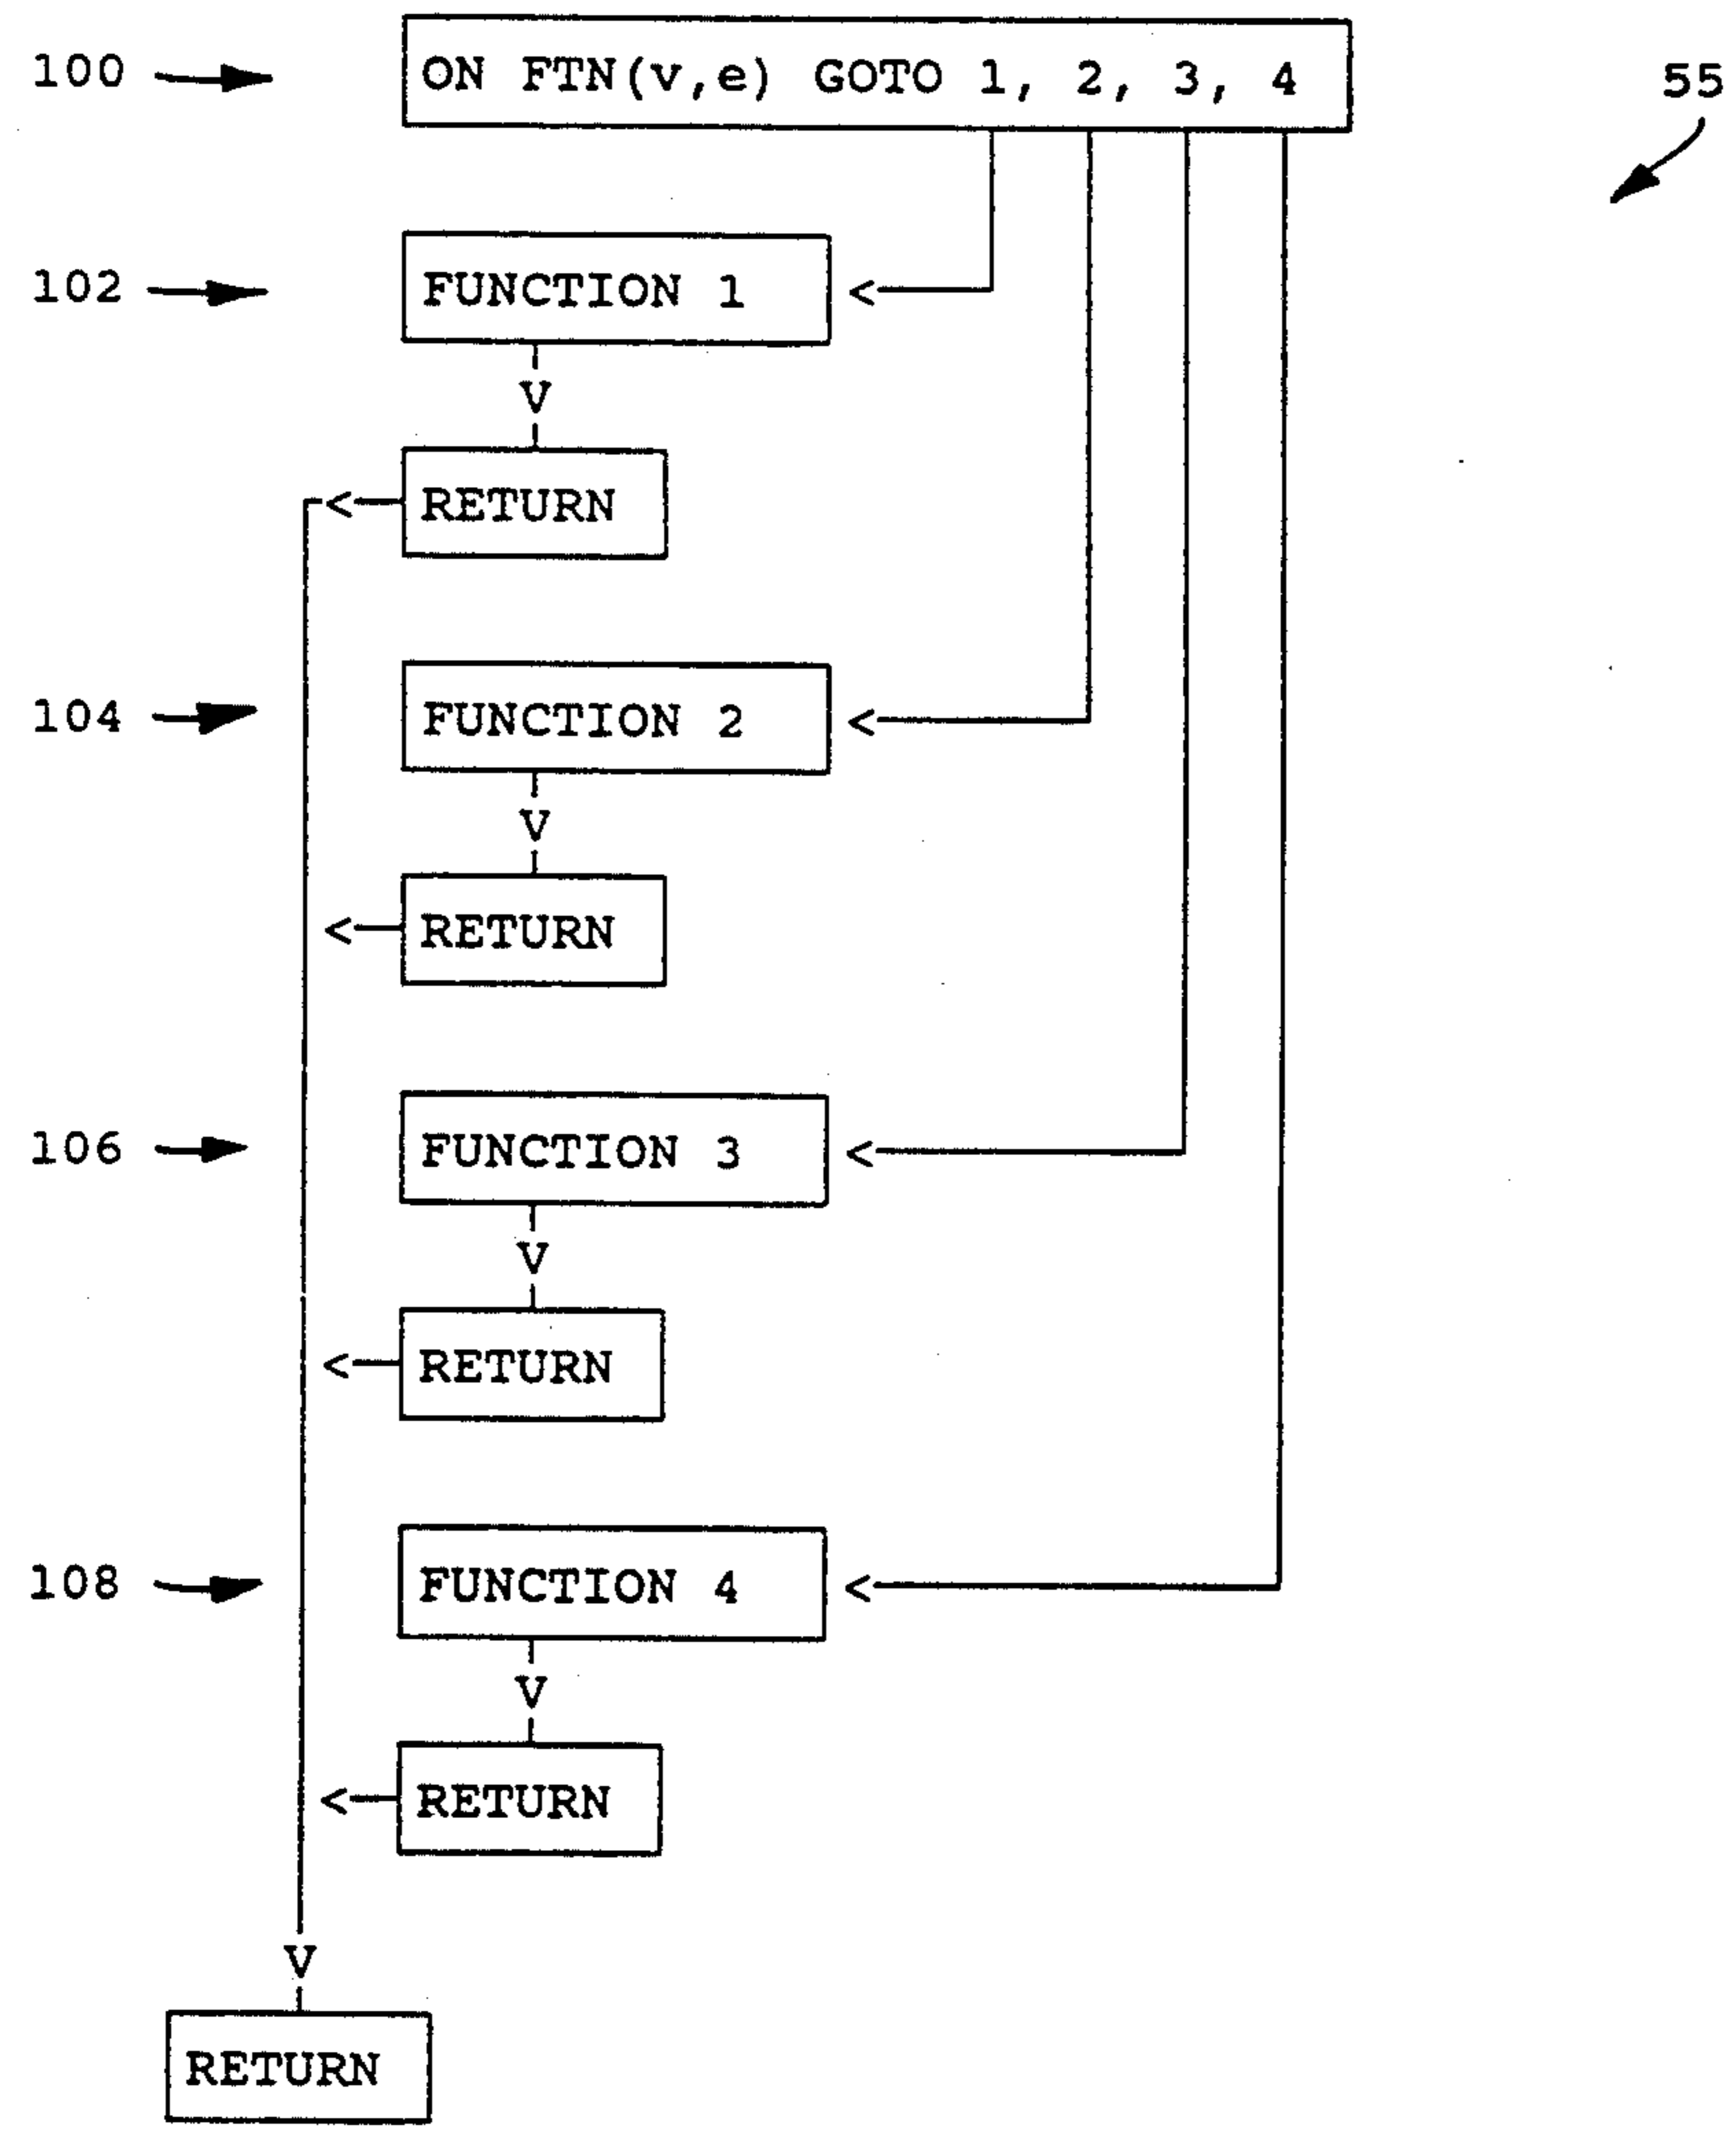 100 ON FTN(v,e) GOTO 1, 2, 3, 4 55
102 FUNCTION 1
V
RETURN
104 FUNCTION 2
V
RETURN
106 FUNCTION 3
V
RETURN
108 FUNCTION 4
V
RETURN
V
RETURN